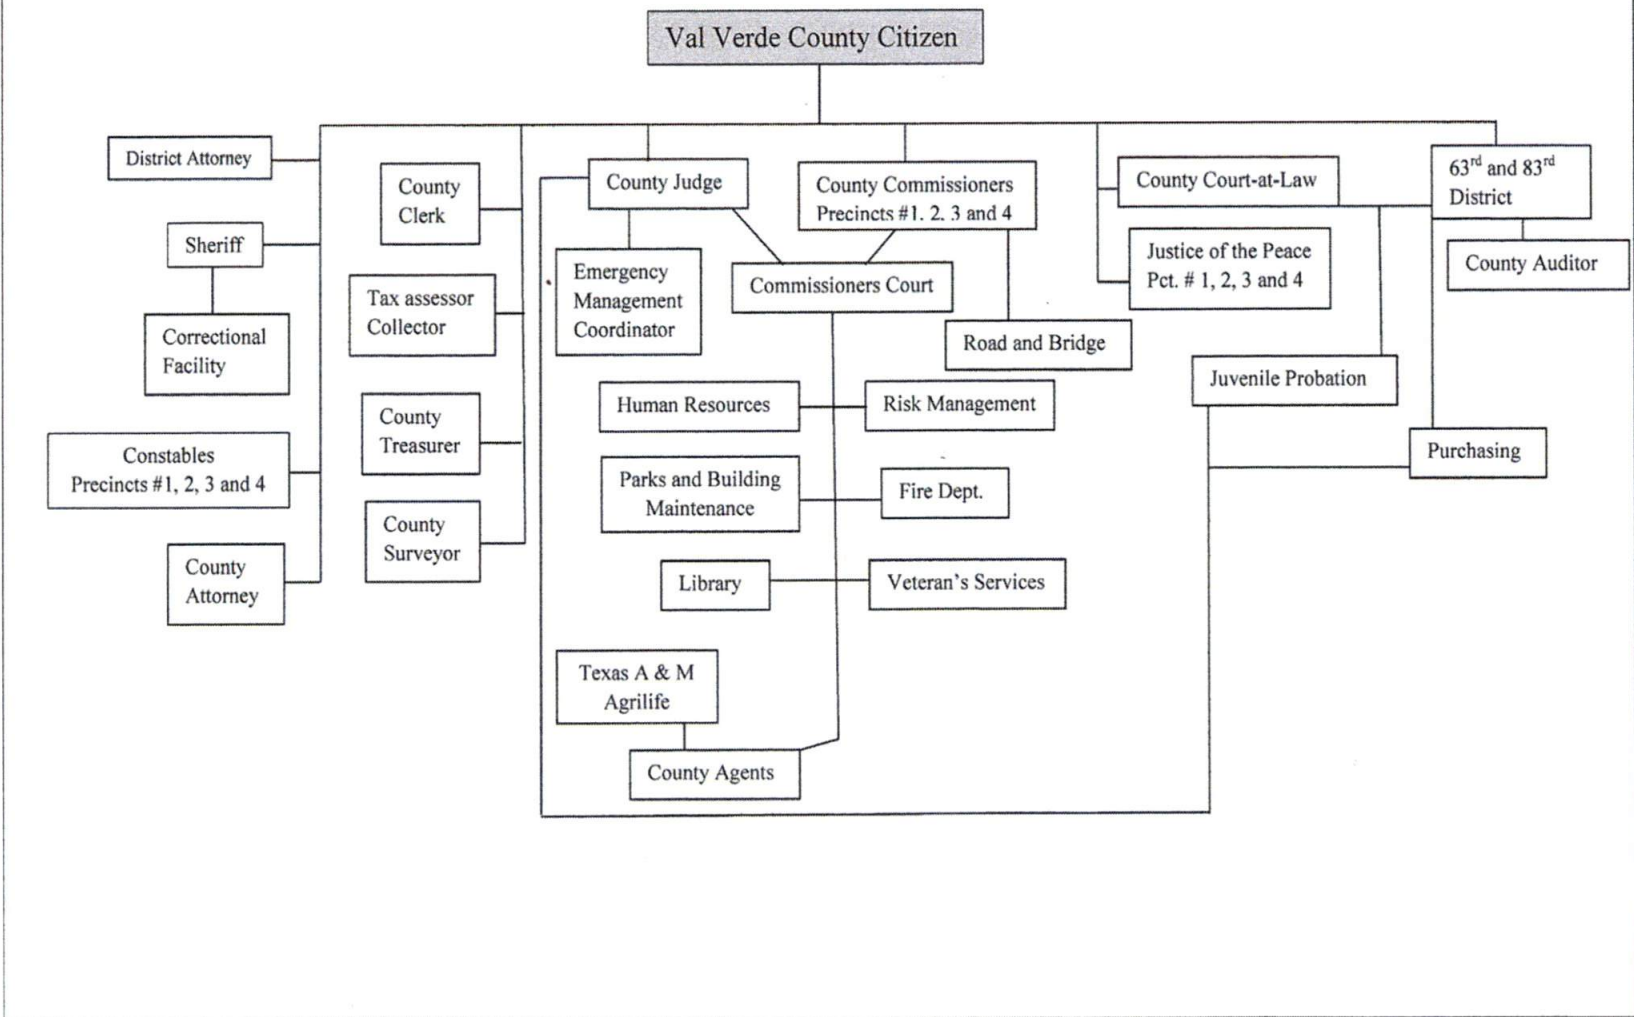 Val Verde County Citizen
District Attorney
Sheriff
Correctional
Facility
Constables
Precincts #1, 2, 3 and 4
County
Attorney
County
Clerk
Tax assessor
Collector
County
Treasurer
County
Surveyor
County Judge
Emergency
Management
Coordinator
County Commissioners
Precincts #1. 2. 3 and 4
Commissioners Court
Road and Bridge
Human Resources
Risk Management
Parks and Building
Maintenance
Fire Dept.
Library
Veteran's Services
Texas A & M
Agrilife
County Agents
County Court-at-Law
Justice of the Peace
Pct. # 1, 2, 3 and 4
63rd and 83rd
District
County Auditor
Juvenile Probation
Purchasing